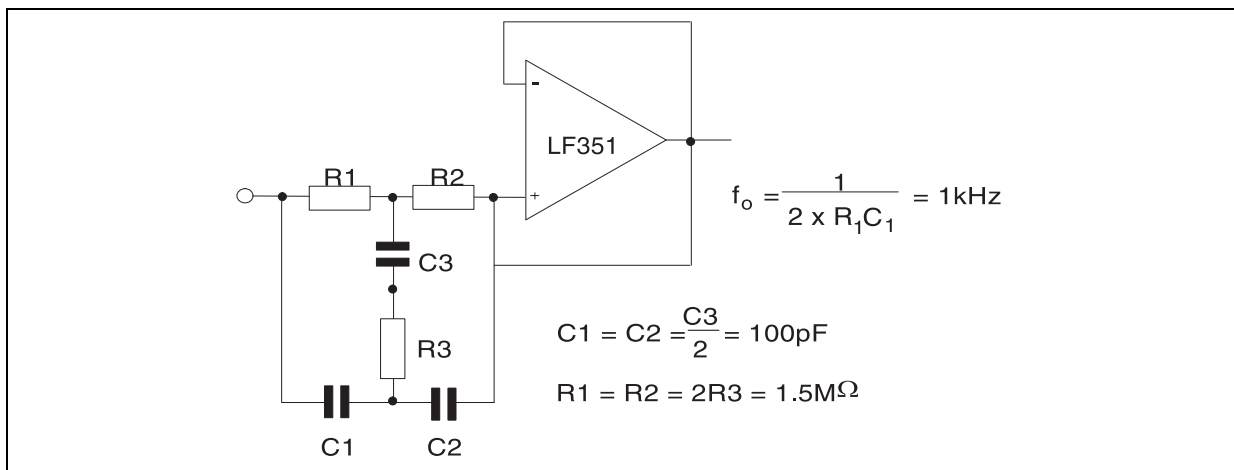 -
LF351
+
R1
R2
C3
R3
C1
C2
fo = 1 / 2 x R1C1 = 1kHz
C1 = C2 = C3 / 2 = 100pF
R1 = R2 = 2R3 = 1.5MΩ